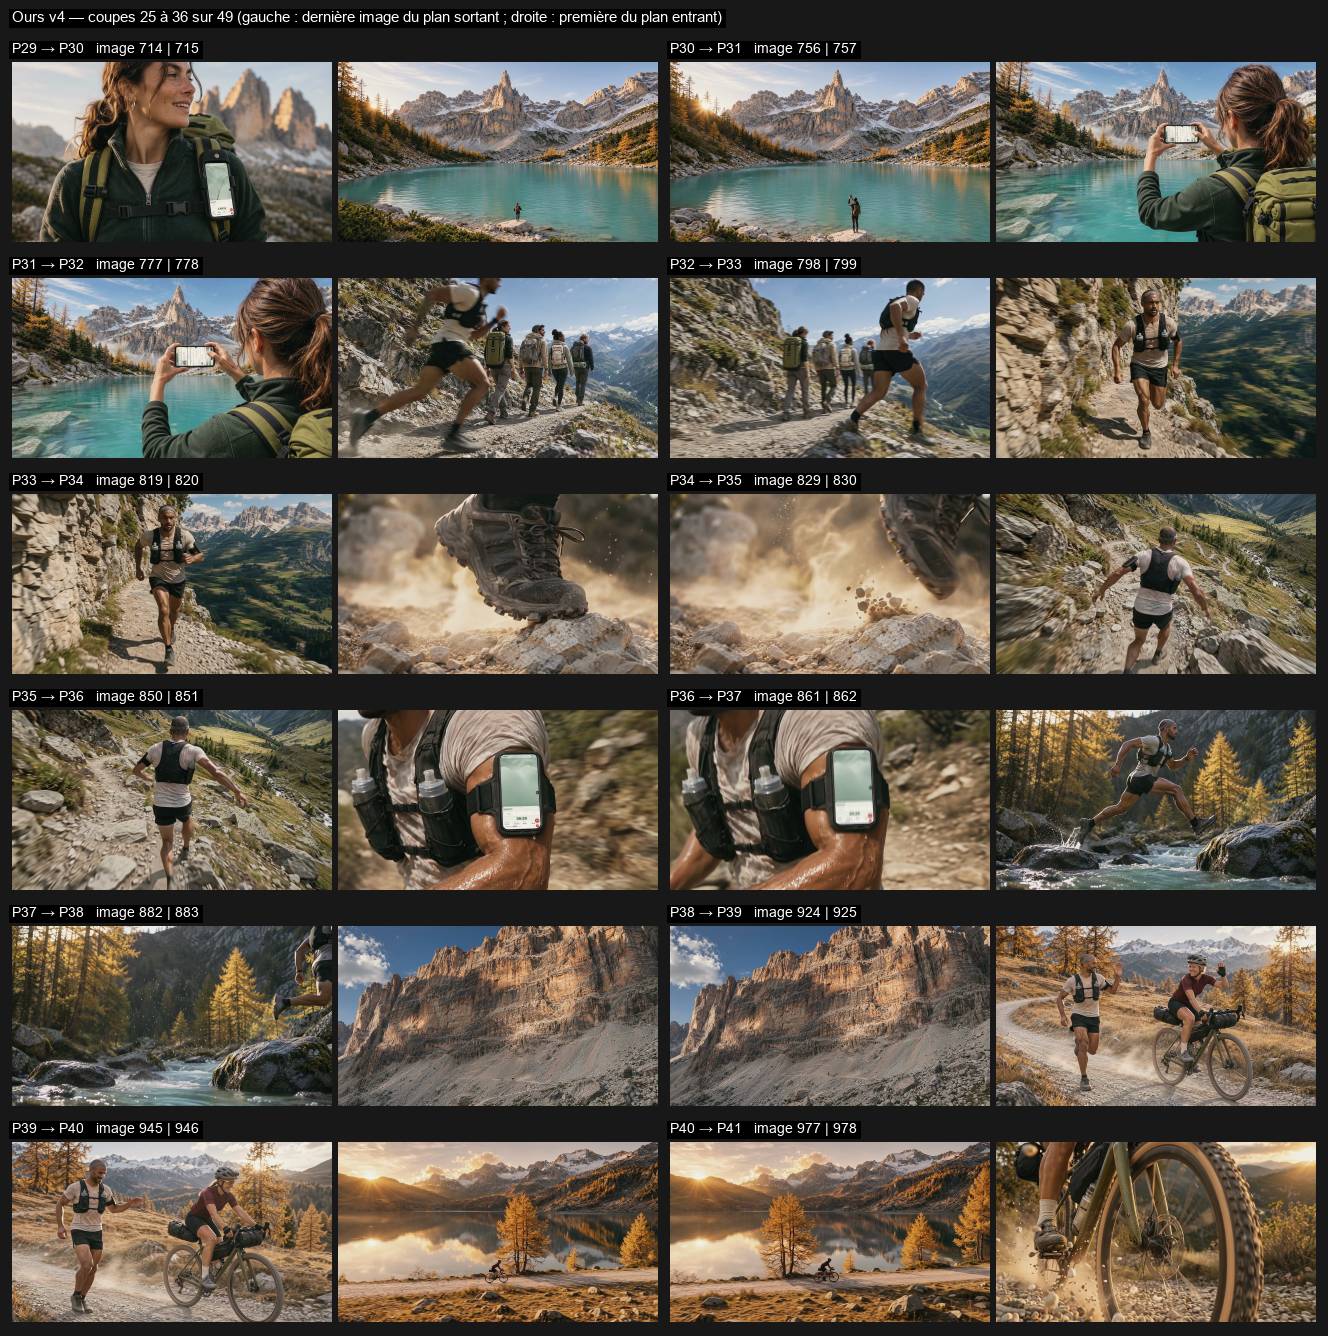 Ours v4 — coupes 25 à 36 sur 49 (gauche : dernière image du plan sortant ; droite : première du plan entrant)
P29 → P30 image 714 | 715
P30 → P31 image 756 | 757
P31 → P32 image 777 | 778
P32 → P33 image 798 | 799
P33 → P34 image 819 | 820
P34 → P35 image 829 | 830
P35 → P36 image 850 | 851
P36 → P37 image 861 | 862
P37 → P38 image 882 | 883
P38 → P39 image 924 | 925
P39 → P40 image 945 | 946
P40 → P41 image 977 | 978